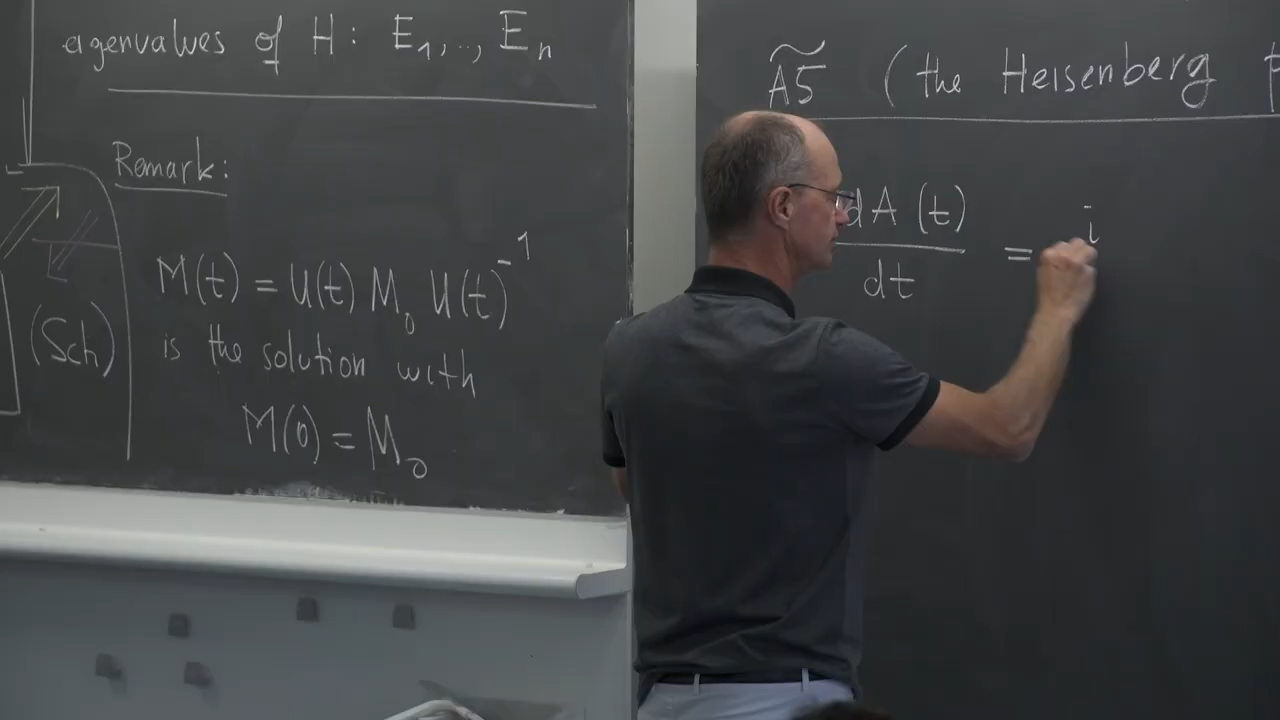 eigenvalues of H: E₁,..,Eₙ
Remark:
M(t) = U(t) M₀ U(t)⁻¹
(Sch)
is the solution with
M(0) = M₀
Ã5 (the Heisenberg
dA(t)
dt
=
i